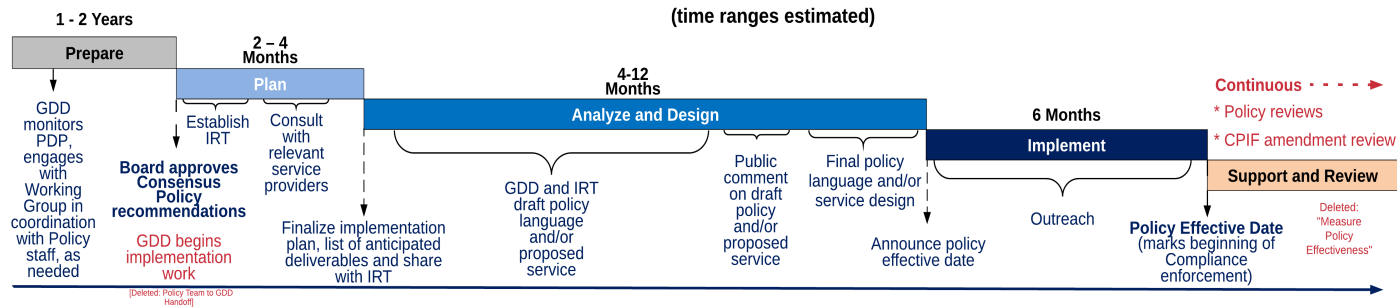 (time ranges estimated)
1 - 2 Years
Prepare
GDD
monitors
PDP,
engages
with
Working
Group in
coordination
with Policy
staff, as
needed
2 – 4
Months
Plan
Establish
IRT
Consult
with
relevant
service
providers
Board approves
Consensus
Policy
recommendations
GDD begins
implementation
work
[Deleted: Policy Team to GDD
Handoff]
4-12
Months
Analyze and Design
Finalize implementation
plan, list of anticipated
deliverables and share
with IRT
GDD and IRT
draft policy
language
and/or
proposed
service
Public
comment
on draft
policy
and/or
proposed
service
Final policy
language and/or
service design
6 Months
Implement
Announce policy
effective date
Outreach
Policy Effective Date
(marks beginning of
Compliance
enforcement)
Continuous
* Policy reviews
* CPIF amendment review
Support and Review
Deleted:
"Measure
Policy
Effectiveness"